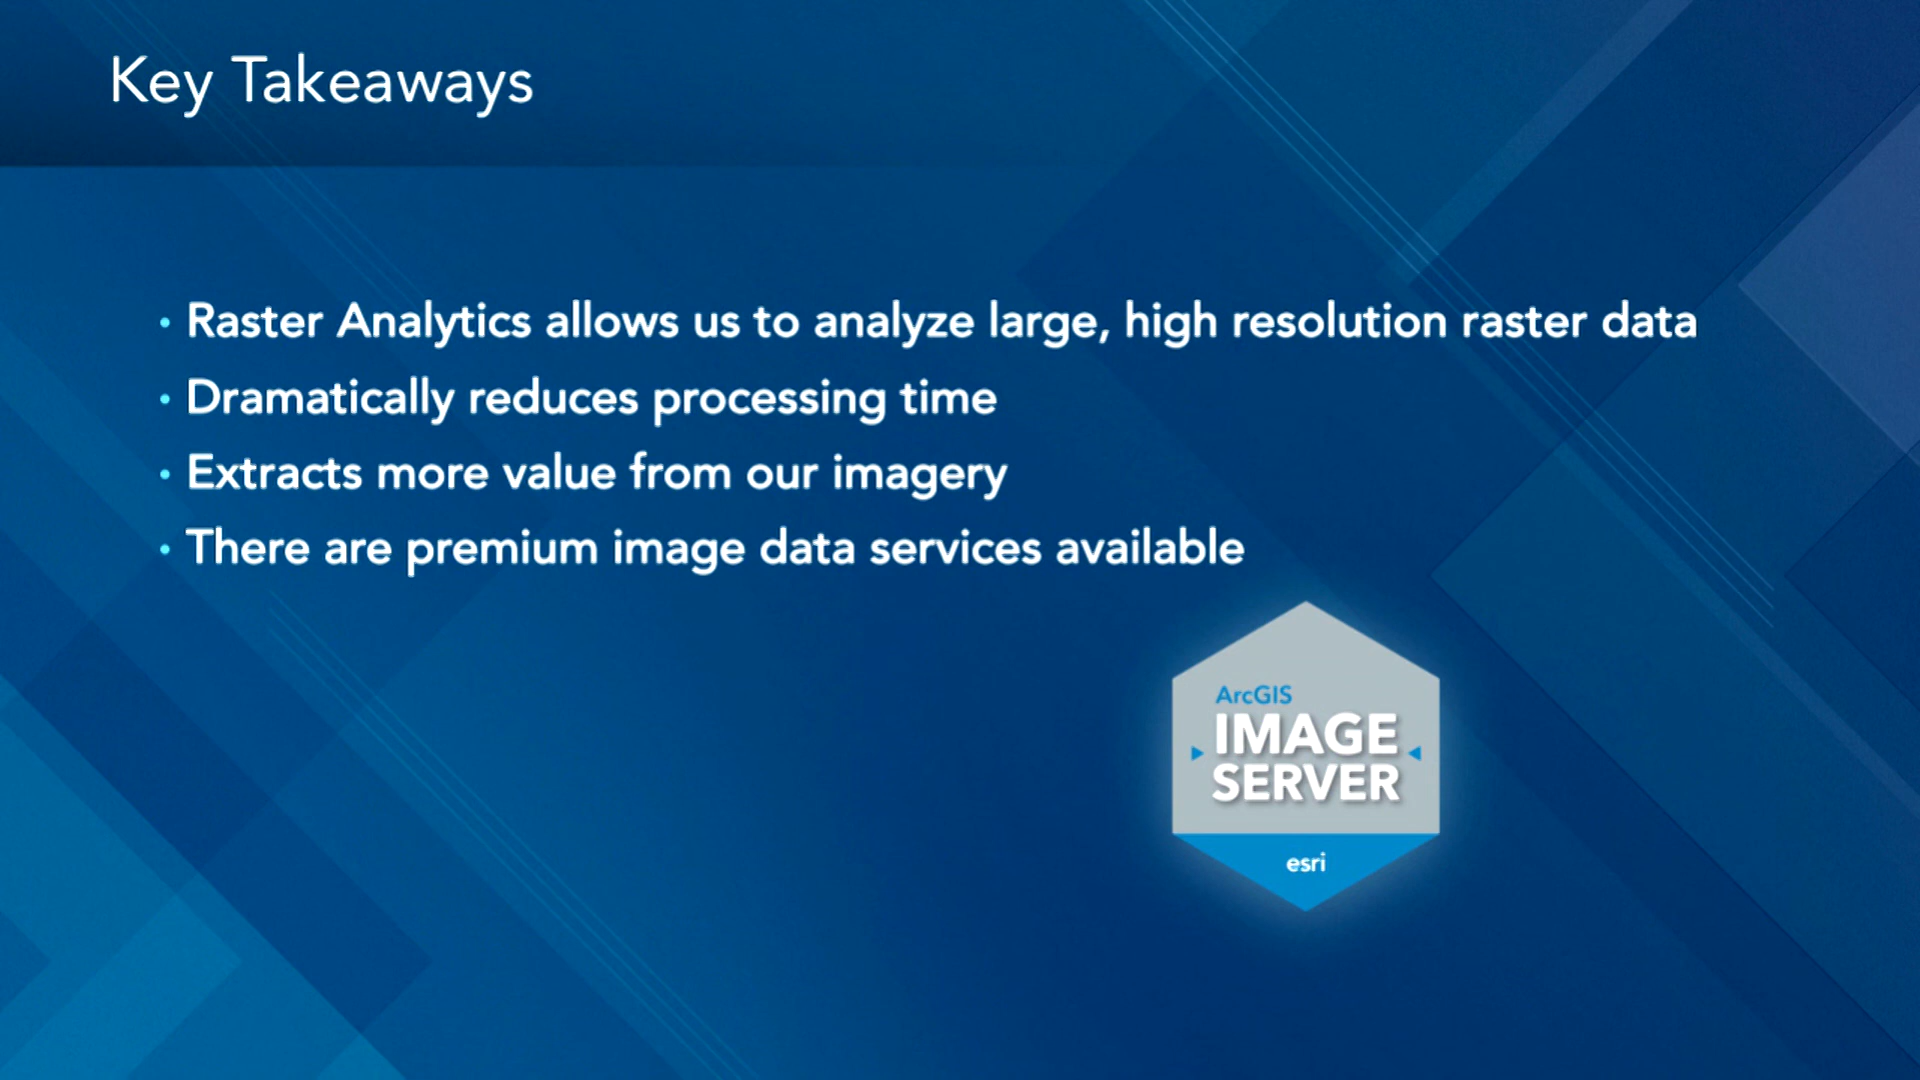 Key Takeaways
• Raster Analytics allows us to analyze large, high resolution raster data
• Dramatically reduces processing time
• Extracts more value from our imagery
• There are premium image data services available
ArcGIS
IMAGE
SERVER
esri